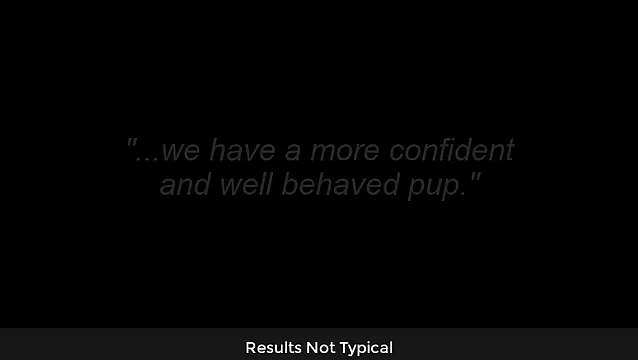 "...we have a more confident
and well behaved pup."
Results Not Typical